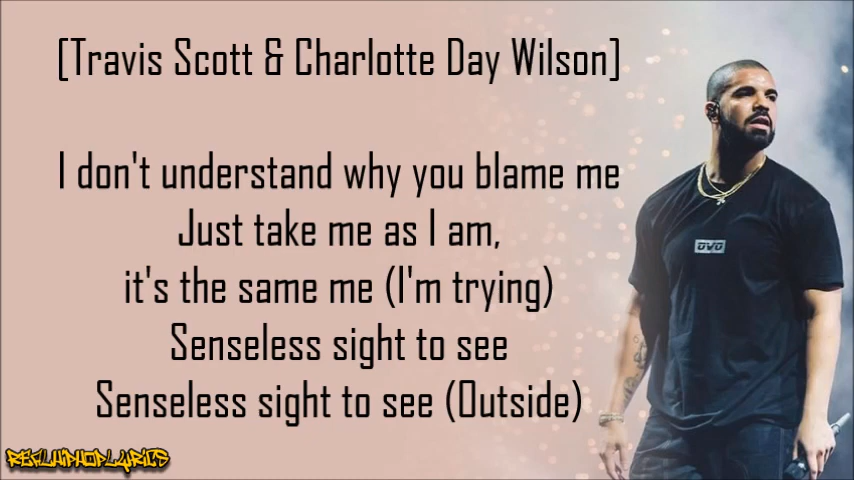 [Travis Scott & Charlotte Day Wilson]
I don't understand why you blame me
Just take me as I am,
it's the same me (I'm trying)
Senseless sight to see
Senseless sight to see (Outside)
OVO
REALHIPHOPLYRICS